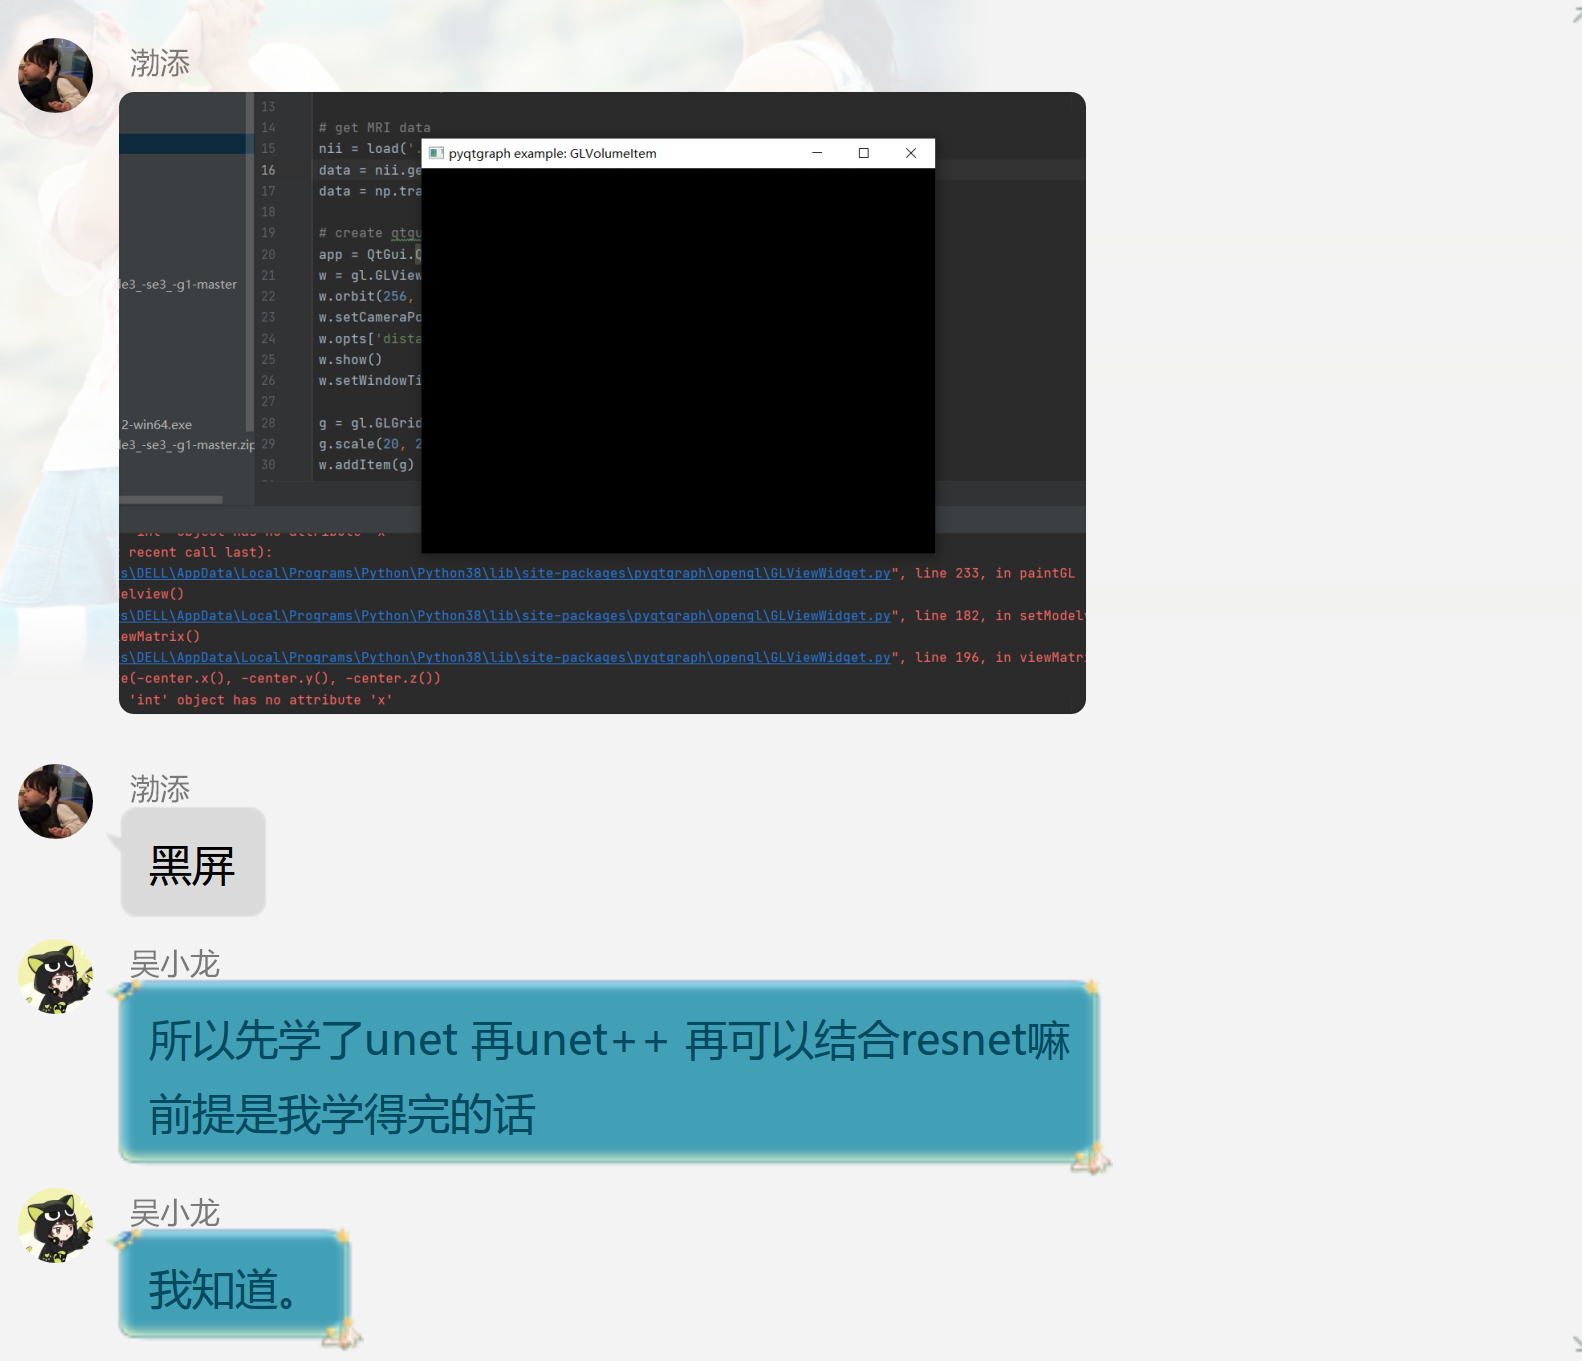 渤添
13
14 # get MRI data
15 nii = load('.
16 data = nii.ge
17 data = np.tra
18
19 # create qtgu
20 app = QtGui.Q
21 w = gl.GLView
22 w.orbit(256,
23 w.setCameraPo
24 w.opts['dista
25 w.show()
26 w.setWindowTi
27
28 g = gl.GLGrid
29 g.scale(20, 2
30 w.addItem(g)
pyqtgraph example: GLVolumeItem
le3_-se3_-g1-master
2-win64.exe
le3_-se3_-g1-master.zip
'int' object has no attribute 'x'
recent call last):
s\DELL\AppData\Local\Programs\Python\Python38\lib\site-packages\pyqtgraph\opengl\GLViewWidget.py", line 233, in paintGL
elview()
s\DELL\AppData\Local\Programs\Python\Python38\lib\site-packages\pyqtgraph\opengl\GLViewWidget.py", line 182, in setModelv
ewMatrix()
s\DELL\AppData\Local\Programs\Python\Python38\lib\site-packages\pyqtgraph\opengl\GLViewWidget.py", line 196, in viewMatri
e(-center.x(), -center.y(), -center.z())
'int' object has no attribute 'x'
渤添
黑屏
吴小龙
所以先学了unet 再unet++ 再可以结合resnet嘛
前提是我学得完的话
吴小龙
我知道。